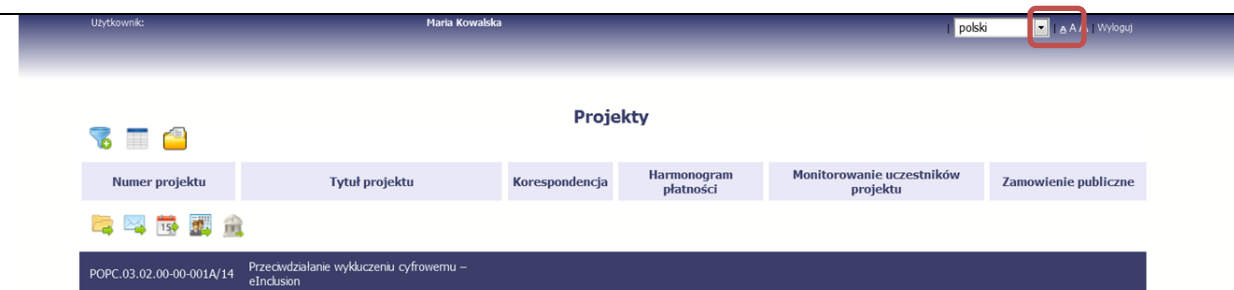 Użytkownik: Maria Kowalska | polski | A A A | Wyloguj
Projekty
Numer projektu Tytuł projektu Korespondencja Harmonogram płatności Monitorowanie uczestników projektu Zamowienie publiczne
15
POPC.03.02.00-00-001A/14 Przeciwdziałanie wykluczeniu cyfrowemu –
eInclusion